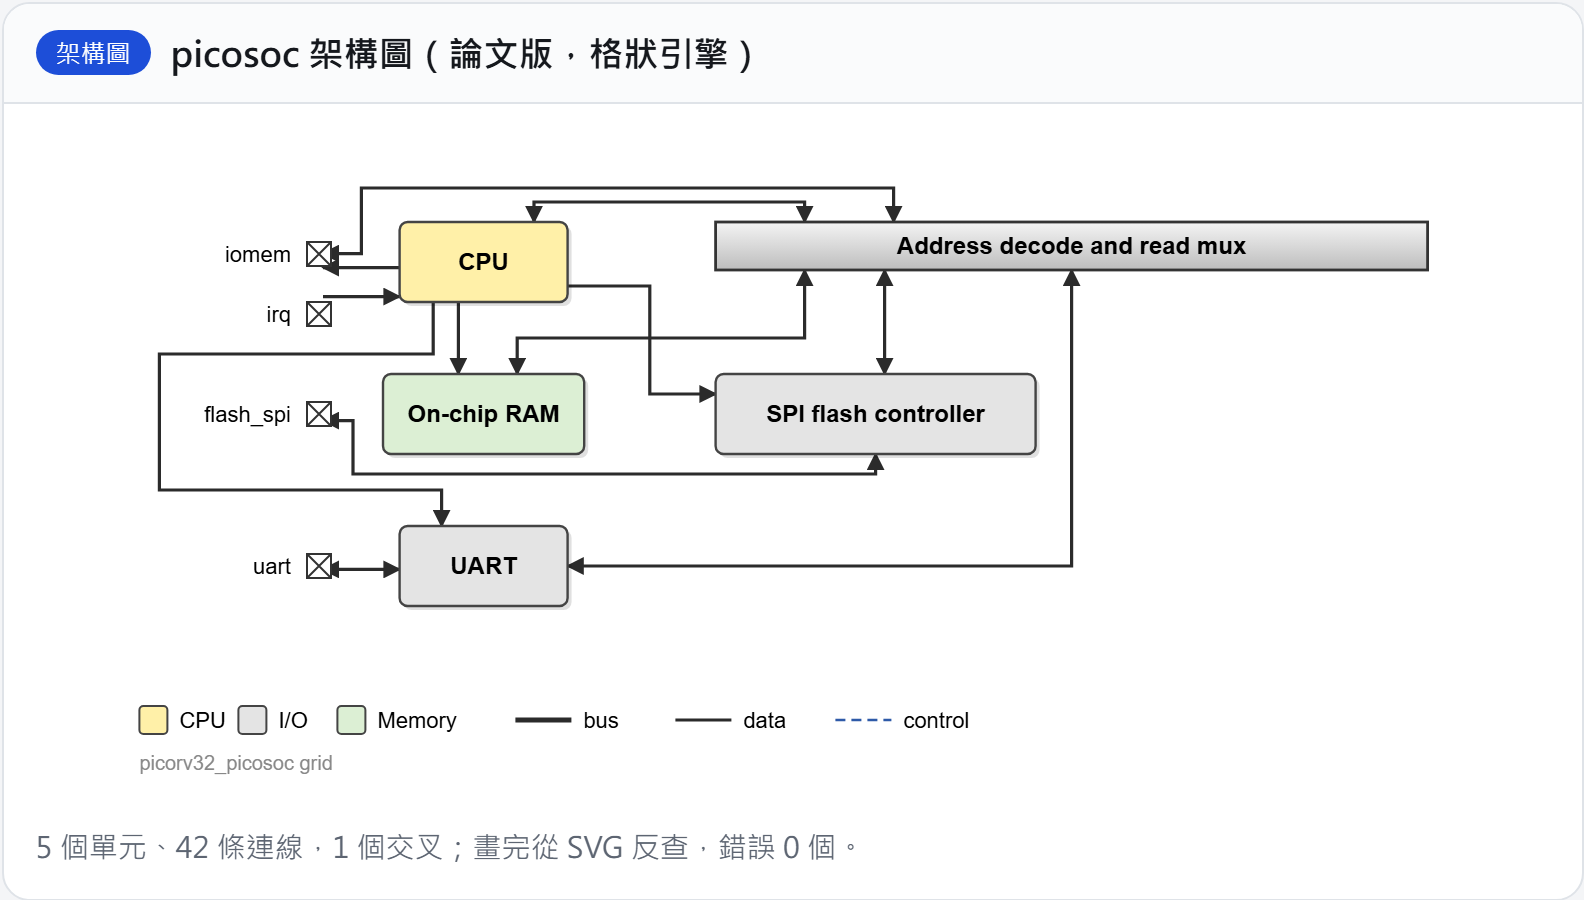 架構圖 picosoc 架構圖（論文版，格狀引擎）
iomem
CPU
Address decode and read mux
irq
flash_spi
On-chip RAM
SPI flash controller
uart
UART
CPU I/O Memory bus data control
picorv32_picosoc grid
5 個單元、42 條連線，1 個交叉；畫完從 SVG 反查，錯誤 0 個。